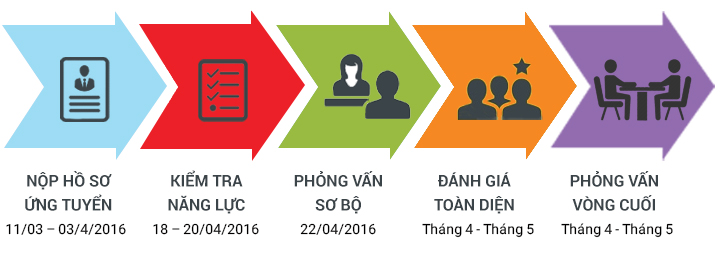 NỘP HỒ SƠ
ỨNG TUYỂN
11/03 – 03/4/2016
KIỂM TRA
NĂNG LỰC
18 – 20/04/2016
PHỎNG VẤN
SƠ BỘ
22/04/2016
ĐÁNH GIÁ
TOÀN DIỆN
Tháng 4 - Tháng 5
PHỎNG VẤN
VÒNG CUỐI
Tháng 4 - Tháng 5